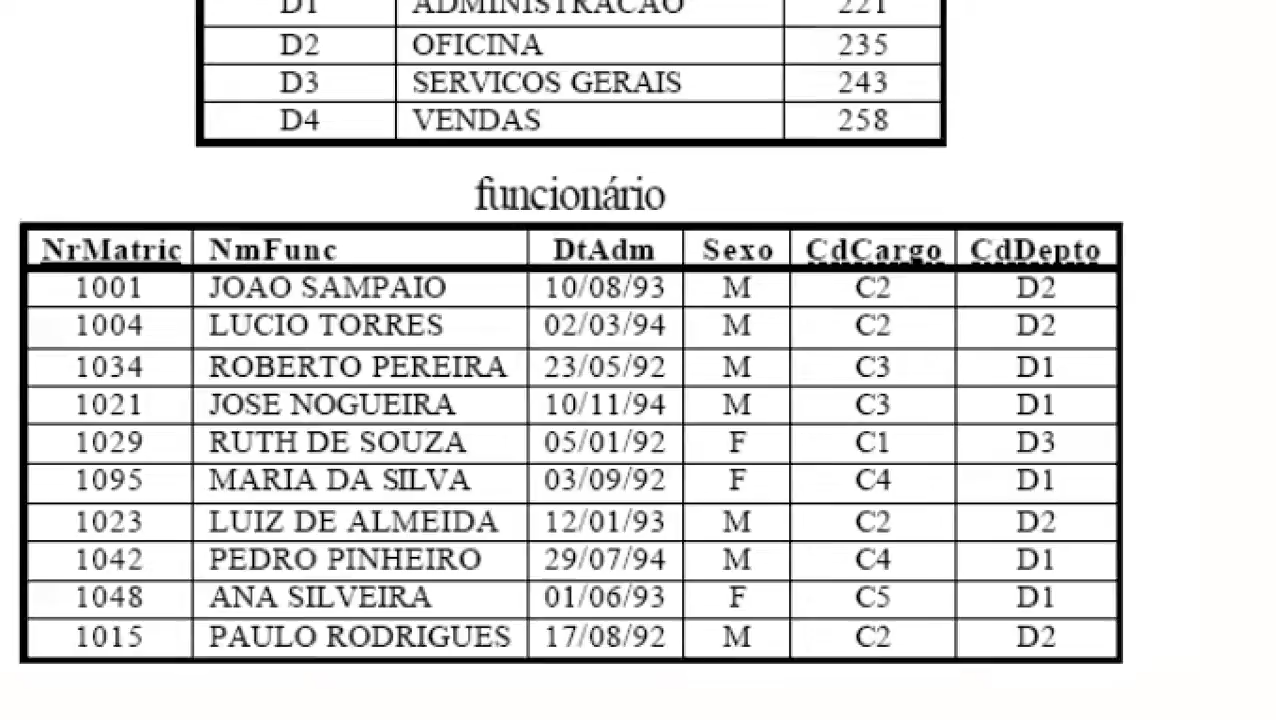 D1 ADMINISTRACAO 221
D2 OFICINA 235
D3 SERVICOS GERAIS 243
D4 VENDAS 258
funcionário
NrMatric NmFunc DtAdm Sexo CdCargo CdDepto
1001 JOAO SAMPAIO 10/08/93 M C2 D2
1004 LUCIO TORRES 02/03/94 M C2 D2
1034 ROBERTO PEREIRA 23/05/92 M C3 D1
1021 JOSE NOGUEIRA 10/11/94 M C3 D1
1029 RUTH DE SOUZA 05/01/92 F C1 D3
1095 MARIA DA SILVA 03/09/92 F C4 D1
1023 LUIZ DE ALMEIDA 12/01/93 M C2 D2
1042 PEDRO PINHEIRO 29/07/94 M C4 D1
1048 ANA SILVEIRA 01/06/93 F C5 D1
1015 PAULO RODRIGUES 17/08/92 M C2 D2